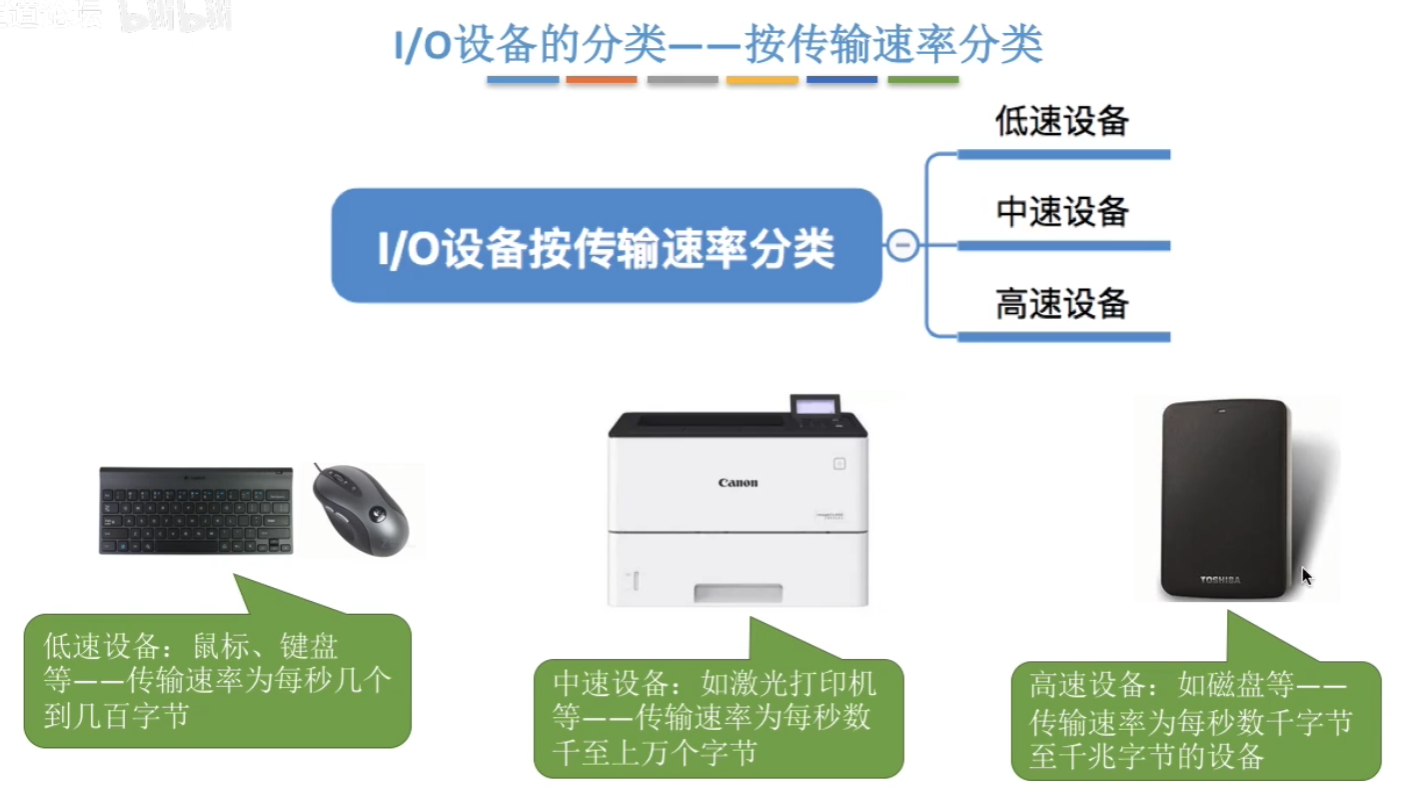 bilibili
I/O设备的分类——按传输速率分类
I/O设备按传输速率分类
低速设备
中速设备
高速设备
Canon
TOSHIBA
低速设备：鼠标、键盘
等——传输速率为每秒几个
到几百字节
中速设备：如激光打印机
等——传输速率为每秒数
千至上万个字节
高速设备：如磁盘等——
传输速率为每秒数千字节
至千兆字节的设备